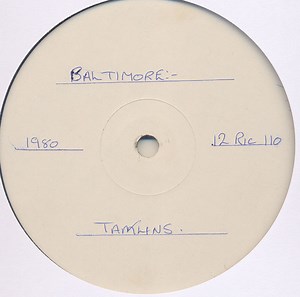 BALTIMORE:-
1980
12 RIC 110
TAMLINS.